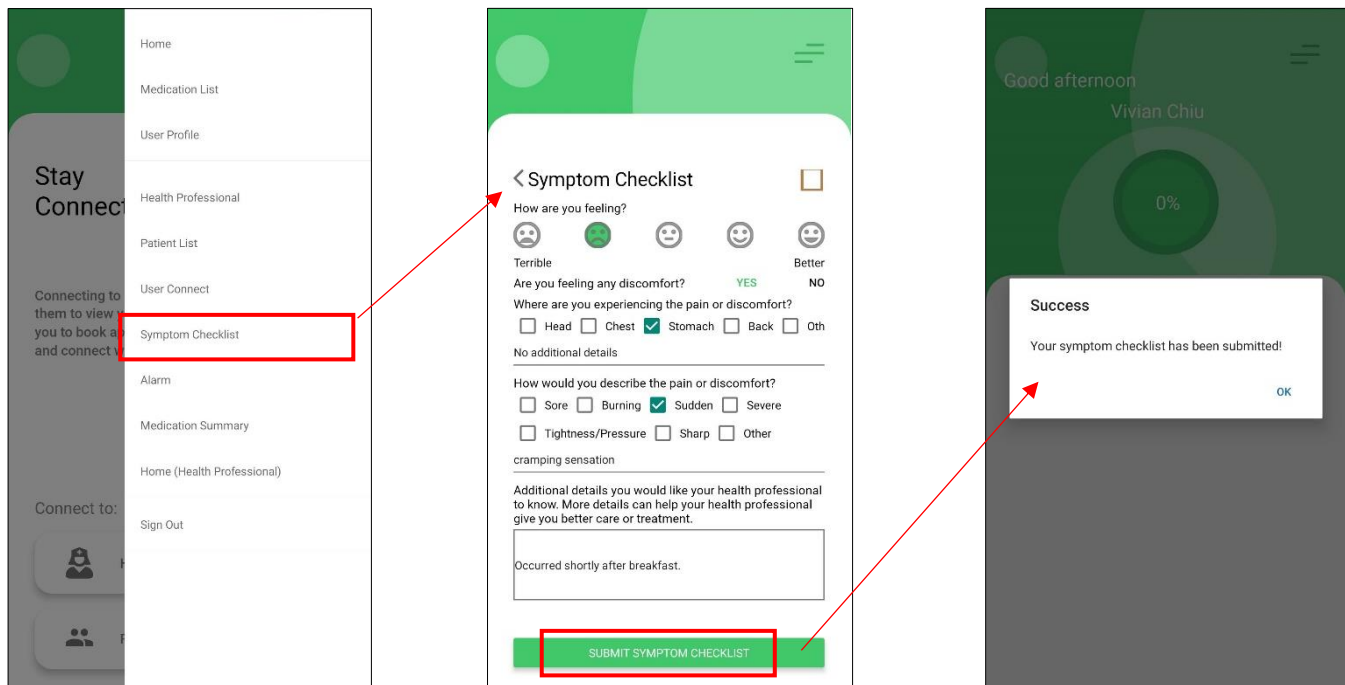 Home
Medication List
User Profile
Stay
Connect
Health Professional
Patient List
Connecting to
them to view
you to book
and connect
User Connect
Symptom Checklist
Alarm
Medication Summary
Home (Health Professional)
Connect to:
Sign Out
H
Symptom Checklist
How are you feeling?
Terrible Better
Are you feeling any discomfort? YES NO
Where are you experiencing the pain or discomfort?
Head Chest Stomach Back Oth
No additional details
How would you describe the pain or discomfort?
Sore Burning Sudden Severe
Tightness/Pressure Sharp Other
cramping sensation
Additional details you would like your health professional
to know. More details can help your health professional
give you better care or treatment.
Occurred shortly after breakfast.
SUBMIT SYMPTOM CHECKLIST
Good afternoon
Vivian Chiu
0%
Success
Your symptom checklist has been submitted!
OK